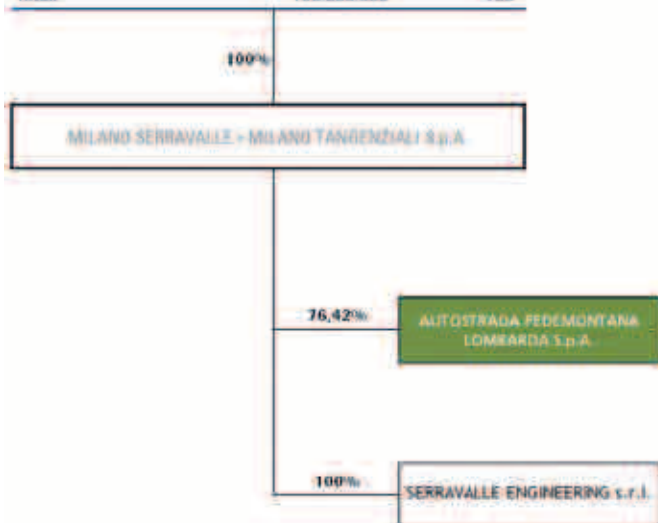 100%
MILANO SERRAVALLE - MILANO TANGENZIALI S.p.A
76,42%
AUTOSTRADA PEDEMONTANA
LOMBARDA S.p.A
100%
SERRAVALLE ENGINEERING s.r.l.